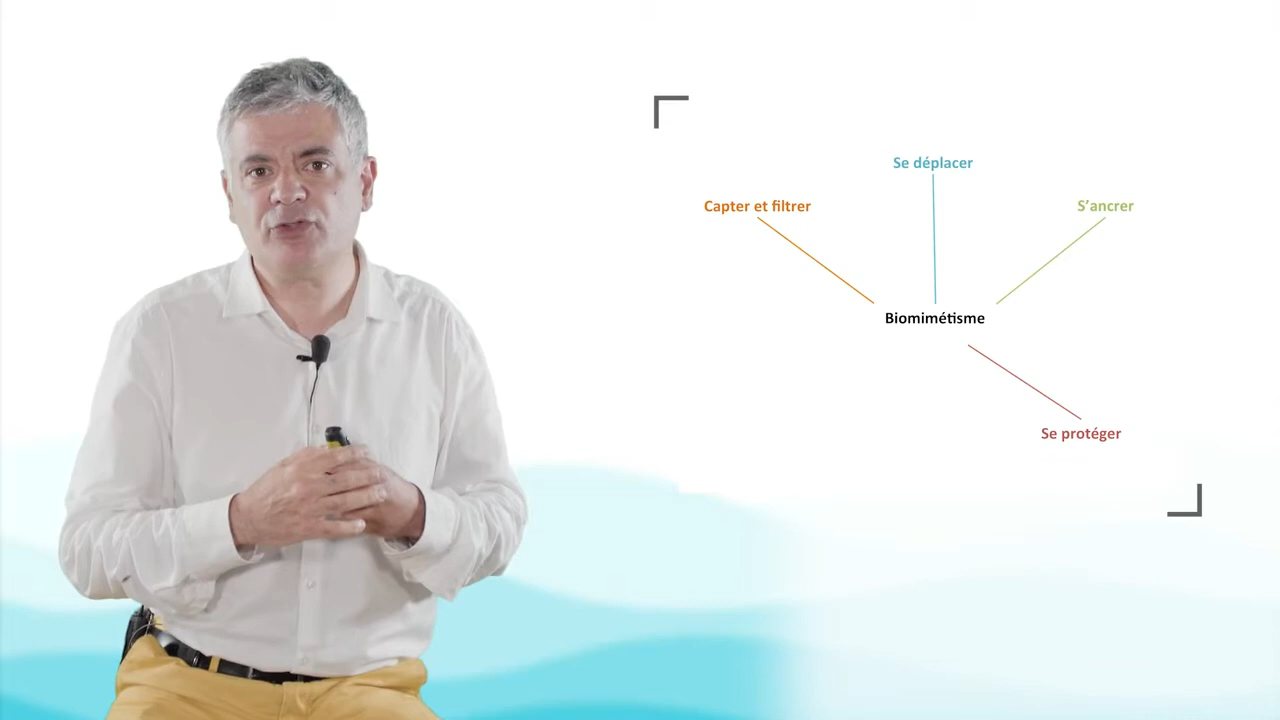 Se déplacer
Capter et filtrer
S’ancrer
Biomimétisme
Se protéger